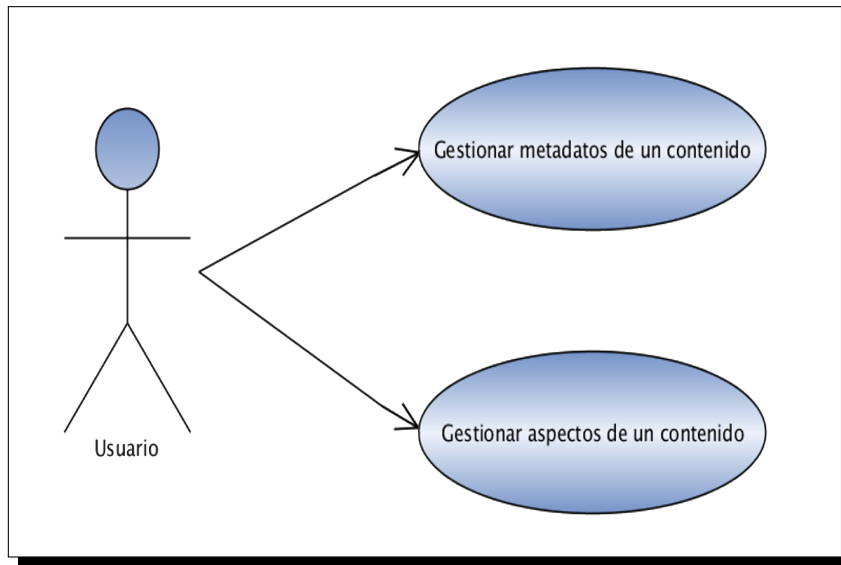 Gestionar metadatos de un contenido
Gestionar aspectos de un contenido
Usuario